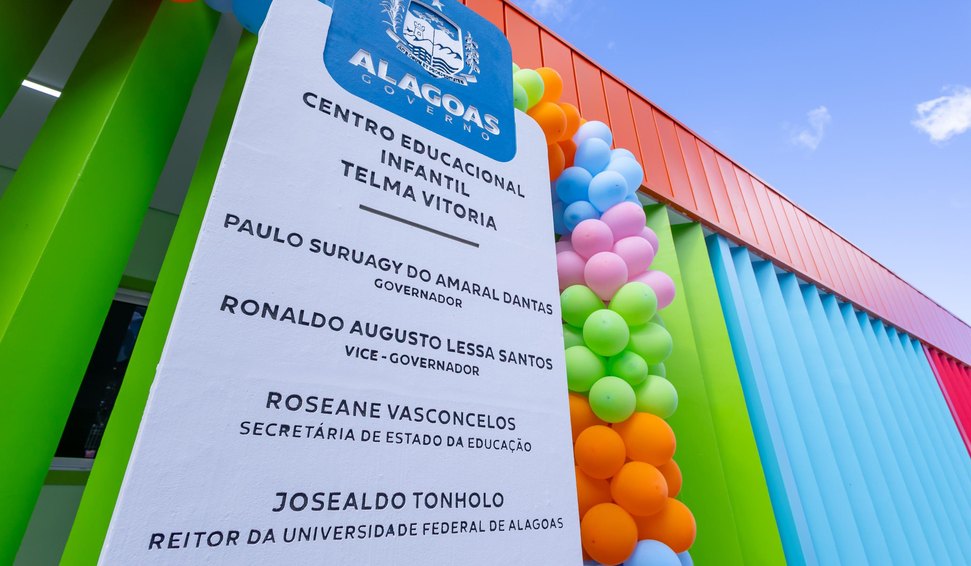 ALAGOAS
GOVERNO
CENTRO EDUCACIONAL
INFANTIL
TELMA VITORIA
PAULO SURUAGY DO AMARAL DANTAS
GOVERNADOR
RONALDO AUGUSTO LESSA SANTOS
VICE-GOVERNADOR
ROSEANE VASCONCELOS
SECRETÁRIA DE ESTADO DA EDUCAÇÃO
JOSEALDO TONHOLO
REITOR DA UNIVERSIDADE FEDERAL DE ALAGOAS